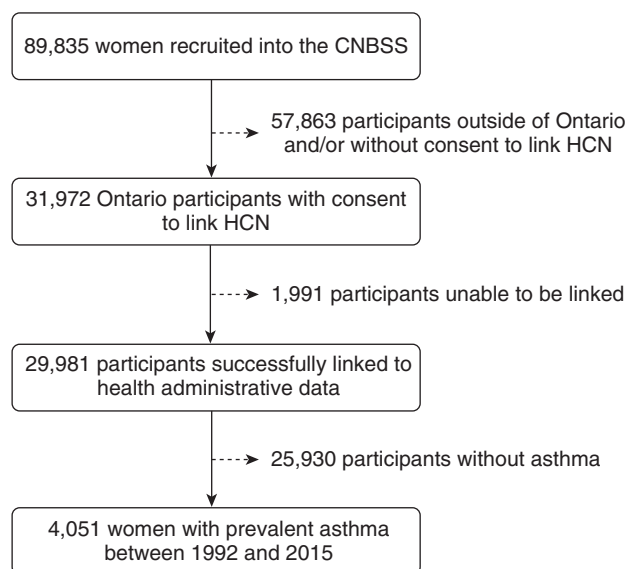 89,835 women recruited into the CNBSS
57,863 participants outside of Ontario
and/or without consent to link HCN
31,972 Ontario participants with consent
to link HCN
1,991 participants unable to be linked
29,981 participants successfully linked to
health administrative data
25,930 participants without asthma
4,051 women with prevalent asthma
between 1992 and 2015